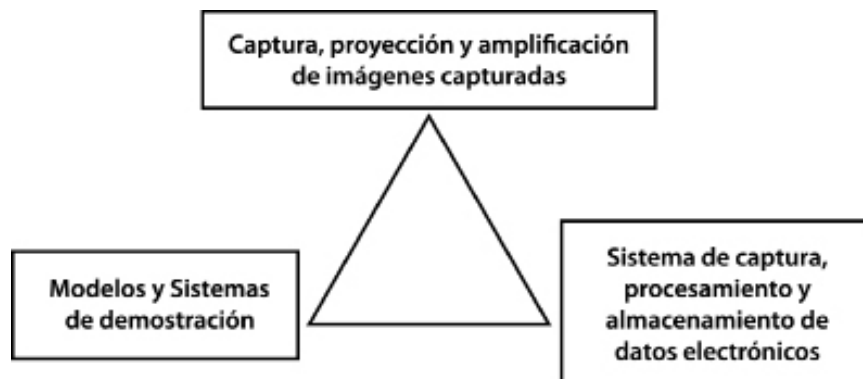 Captura, proyección y amplificación
de imágenes capturadas
Modelos y Sistemas
de demostración
Sistema de captura,
procesamiento y
almacenamiento de
datos electrónicos